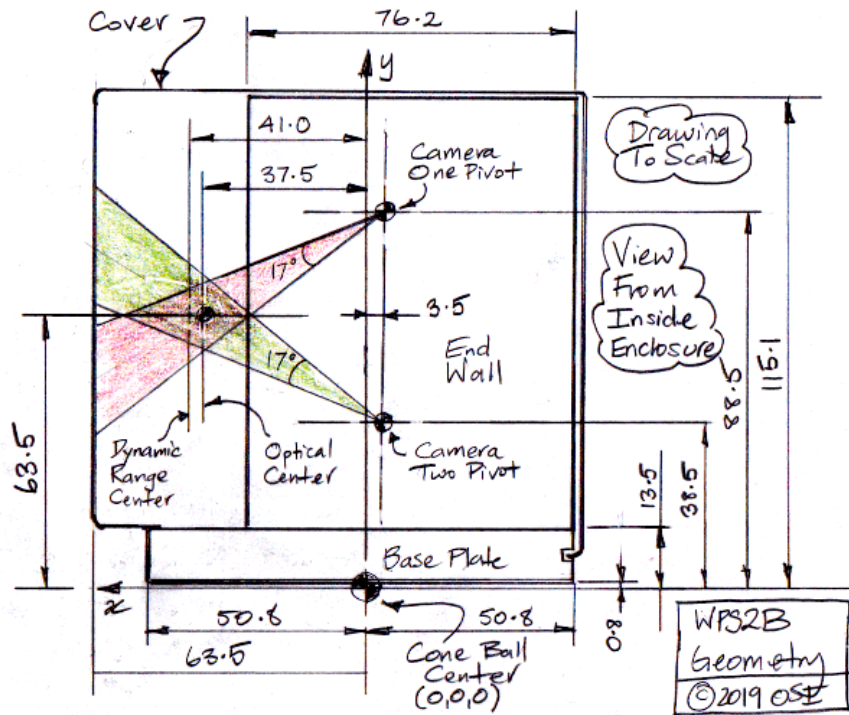 Cover
76.2
y
41.0
37.5
Camera
One Pivot
Drawing
To Scale
17°
View
From
Inside
Enclosure
3.5
End
Wall
17°
63.5
Dynamic
Range
Center
Optical
Center
Camera
Two Pivot
88.5
115.1
13.5
38.5
Base Plate
x
50.8
50.8
0.8
63.5
Cone Ball
Center
(0,0,0)
WPS2B
Geometry
©2019 OSE